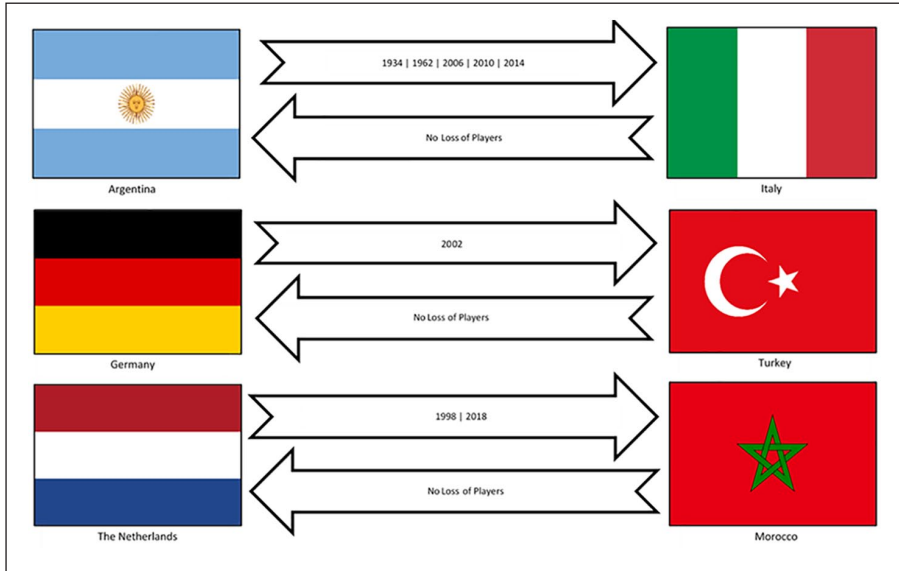 1934 | 1962 | 2006 | 2010 | 2014
No Loss of Players
Argentina
Italy
2002
No Loss of Players
Germany
Turkey
1998 | 2018
No Loss of Players
The Netherlands
Morocco